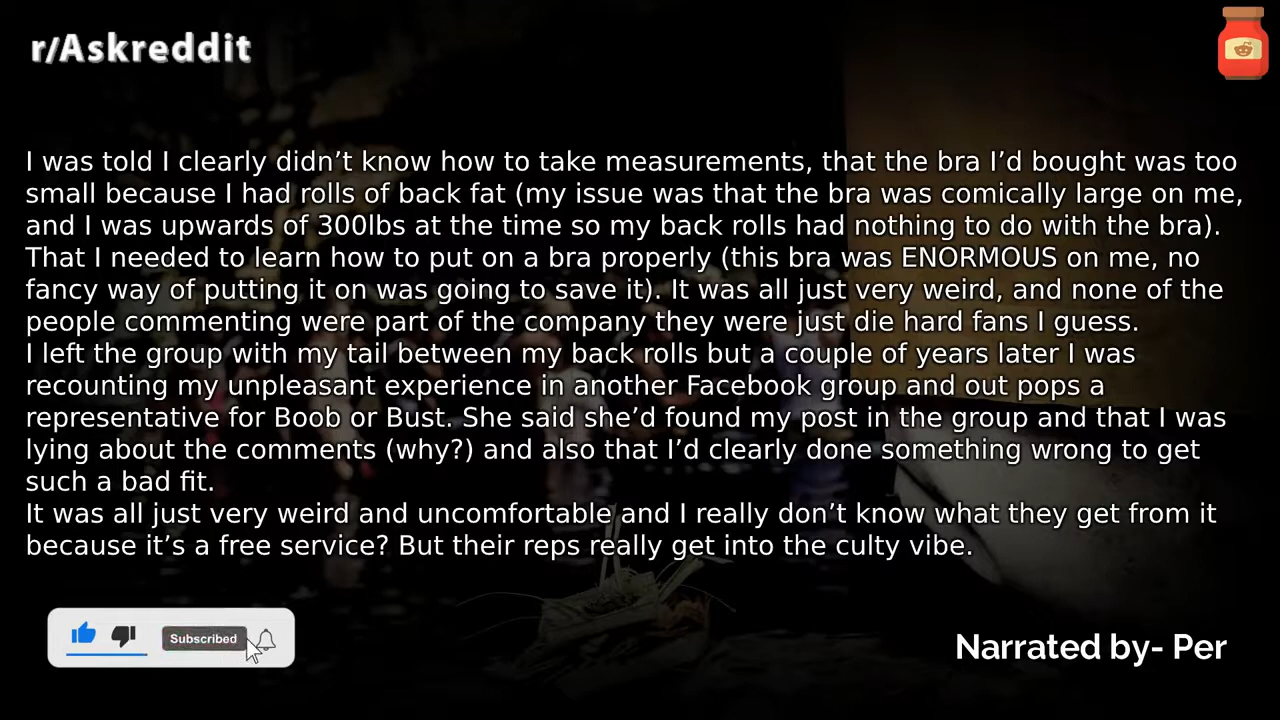 r/Askreddit
I was told I clearly didn’t know how to take measurements, that the bra I’d bought was too
small because I had rolls of back fat (my issue was that the bra was comically large on me,
and I was upwards of 300lbs at the time so my back rolls had nothing to do with the bra).
That I needed to learn how to put on a bra properly (this bra was ENORMOUS on me, no
fancy way of putting it on was going to save it). It was all just very weird, and none of the
people commenting were part of the company they were just die hard fans I guess.
I left the group with my tail between my back rolls but a couple of years later I was
recounting my unpleasant experience in another Facebook group and out pops a
representative for Boob or Bust. She said she’d found my post in the group and that I was
lying about the comments (why?) and also that I’d clearly done something wrong to get
such a bad fit.
It was all just very weird and uncomfortable and I really don’t know what they get from it
because it’s a free service? But their reps really get into the culty vibe.
Subscribed
Narrated by- Per